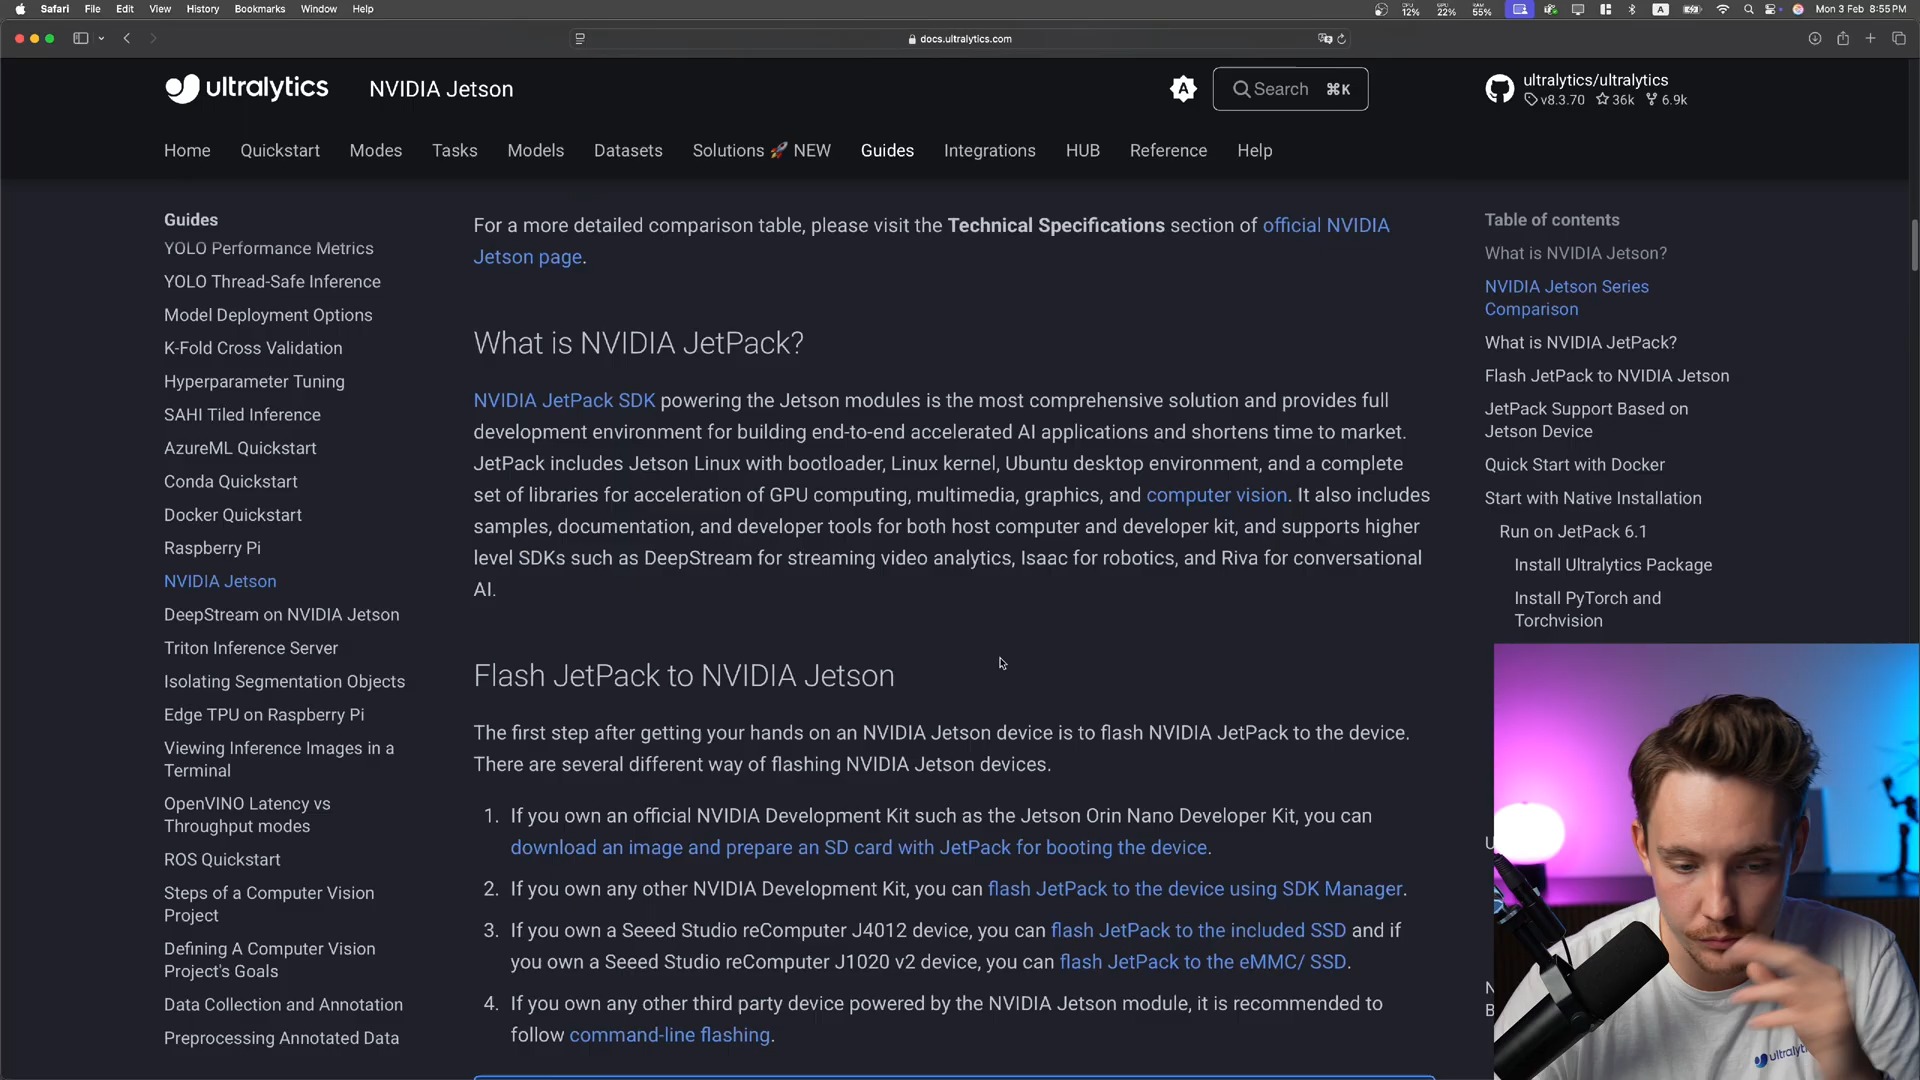 Safari File Edit View History Bookmarks Window Help
12% 22% 55% A Mon 3 Feb 8:55 PM
docs.ultralytics.com
ultralytics NVIDIA Jetson
A Search ⌘K
ultralytics/ultralytics
v8.3.70 36k 6.9k
Home Quickstart Modes Tasks Models Datasets Solutions 🚀 NEW Guides Integrations HUB Reference Help
Guides
YOLO Performance Metrics
YOLO Thread-Safe Inference
Model Deployment Options
K-Fold Cross Validation
Hyperparameter Tuning
SAHI Tiled Inference
AzureML Quickstart
Conda Quickstart
Docker Quickstart
Raspberry Pi
NVIDIA Jetson
DeepStream on NVIDIA Jetson
Triton Inference Server
Isolating Segmentation Objects
Edge TPU on Raspberry Pi
Viewing Inference Images in a
Terminal
OpenVINO Latency vs
Throughput modes
ROS Quickstart
Steps of a Computer Vision
Project
Defining A Computer Vision
Project's Goals
Data Collection and Annotation
Preprocessing Annotated Data
For a more detailed comparison table, please visit the Technical Specifications section of official NVIDIA
Jetson page.
What is NVIDIA JetPack?
NVIDIA JetPack SDK powering the Jetson modules is the most comprehensive solution and provides full
development environment for building end-to-end accelerated AI applications and shortens time to market.
JetPack includes Jetson Linux with bootloader, Linux kernel, Ubuntu desktop environment, and a complete
set of libraries for acceleration of GPU computing, multimedia, graphics, and computer vision. It also includes
samples, documentation, and developer tools for both host computer and developer kit, and supports higher
level SDKs such as DeepStream for streaming video analytics, Isaac for robotics, and Riva for conversational
AI.
Flash JetPack to NVIDIA Jetson
The first step after getting your hands on an NVIDIA Jetson device is to flash NVIDIA JetPack to the device.
There are several different way of flashing NVIDIA Jetson devices.
1. If you own an official NVIDIA Development Kit such as the Jetson Orin Nano Developer Kit, you can
download an image and prepare an SD card with JetPack for booting the device.
2. If you own any other NVIDIA Development Kit, you can flash JetPack to the device using SDK Manager.
3. If you own a Seeed Studio reComputer J4012 device, you can flash JetPack to the included SSD and if
you own a Seeed Studio reComputer J1020 v2 device, you can flash JetPack to the eMMC/ SSD.
4. If you own any other third party device powered by the NVIDIA Jetson module, it is recommended to
follow command-line flashing.
Table of contents
What is NVIDIA Jetson?
NVIDIA Jetson Series
Comparison
What is NVIDIA JetPack?
Flash JetPack to NVIDIA Jetson
JetPack Support Based on
Jetson Device
Quick Start with Docker
Start with Native Installation
Run on JetPack 6.1
Install Ultralytics Package
Install PyTorch and
Torchvision